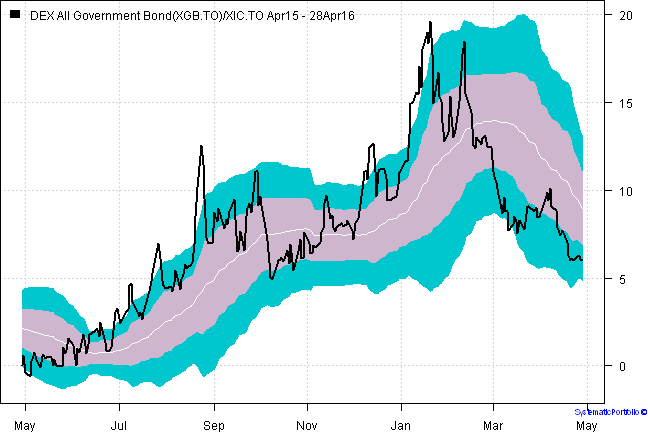 DEX All Government Bond(XGB.TO)/XIC.TO Apr15 - 28Apr16
20
15
10
5
0
May Jul Sep Nov Jan Mar May
SystematicPortfolio ©